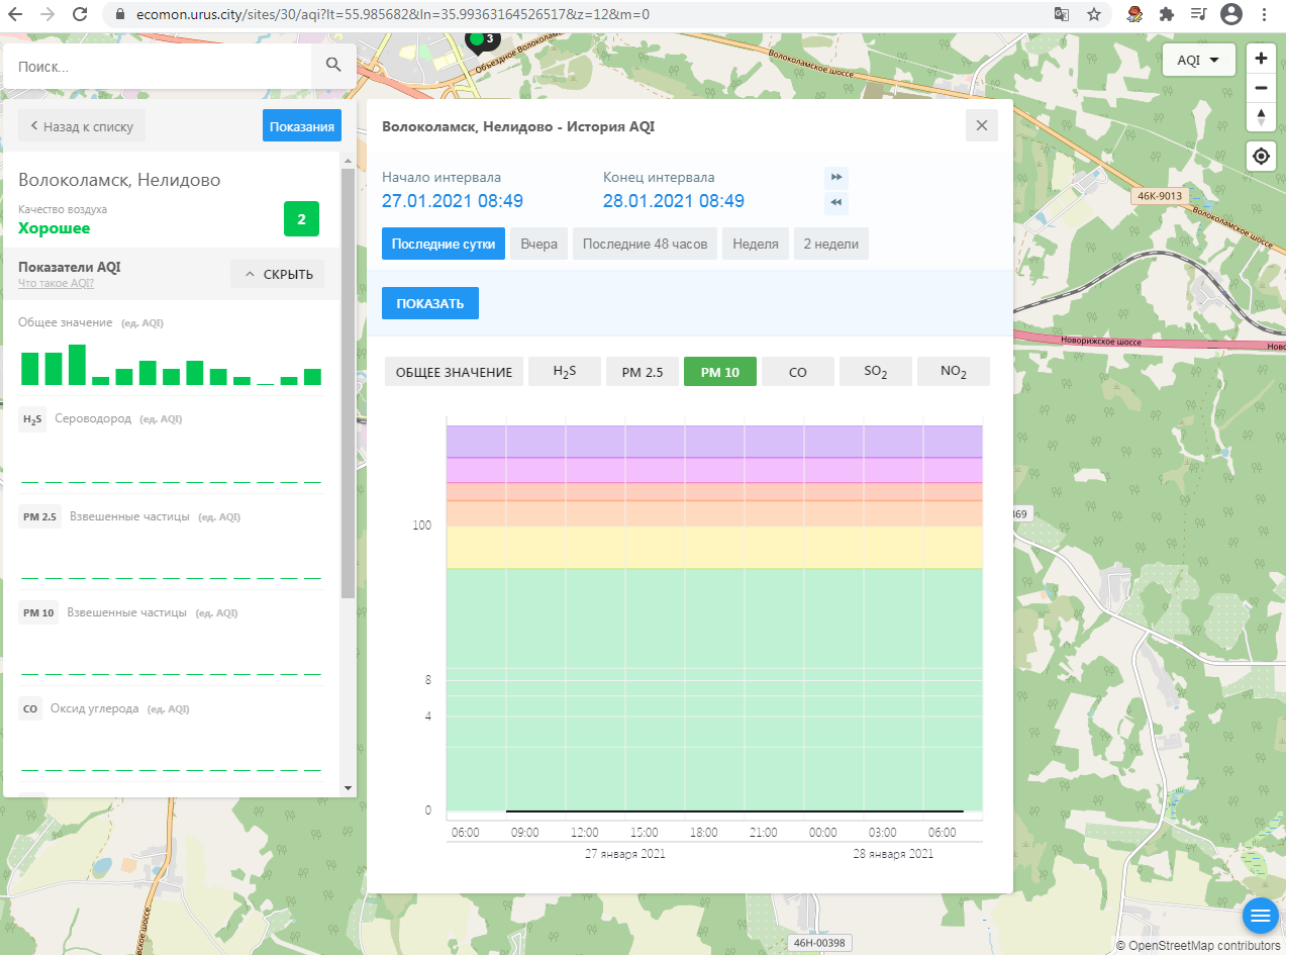 ecomon.urus.city/sites/30/aqi?lt=55.985682&ln=35.99363164526517&z=12&m=0
Поиск...
3
Объездное Волоколам
Волоколамское шоссе
AQI
Назад к списку
Показания
Волоколамск, Нелидово
Качество воздуха
Хорошее
2
Показатели AQI
Что такое AQI?
СКРЫТЬ
Общее значение (ед. AQI)
H₂S Сероводород (ед. AQI)
PM 2.5 Взвешенные частицы (ед. AQI)
PM 10 Взвешенные частицы (ед. AQI)
CO Оксид углерода (ед. AQI)
Волоколамск, Нелидово - История AQI
Начало интервала
27.01.2021 08:49
Конец интервала
28.01.2021 08:49
Последние сутки
Вчера
Последние 48 часов
Неделя
2 недели
ПОКАЗАТЬ
ОБЩЕЕ ЗНАЧЕНИЕ
H₂S
PM 2.5
PM 10
CO
SO₂
NO₂
100
8
4
0
06:00 09:00 12:00 15:00 18:00 21:00 00:00 03:00 06:00
27 января 2021 28 января 2021
46К-9013
Волоколамское шоссе
Новорижское шоссе
Ново
469
46Н-00398
© OpenStreetMap contributors